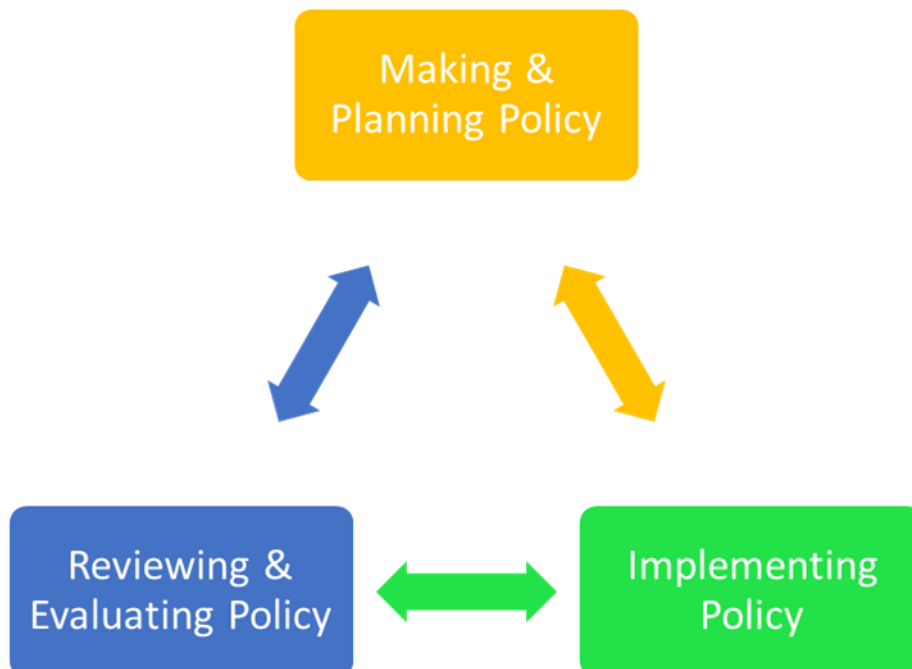 Making &
Planning Policy
Reviewing &
Evaluating Policy
Implementing
Policy